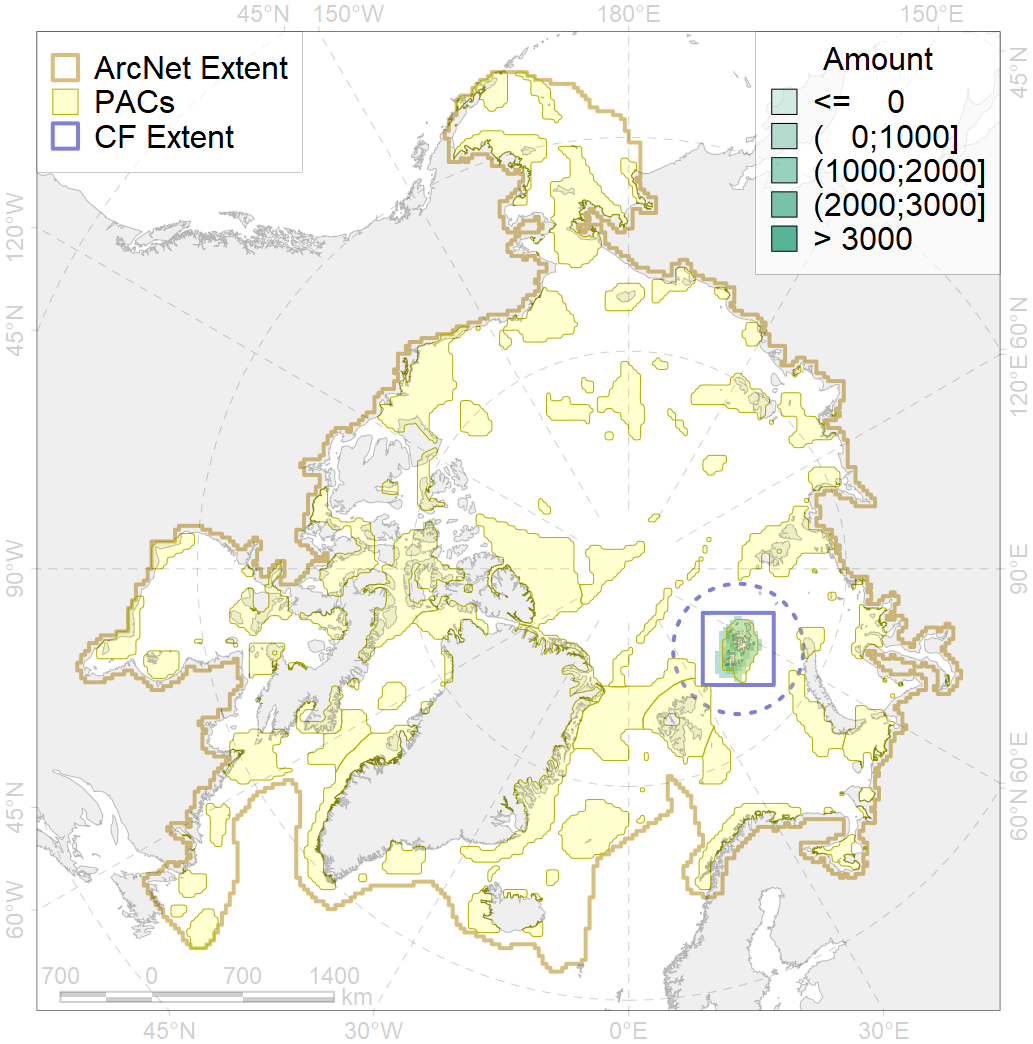 45°N 150°W 180°E 150°E
ArcNet Extent
PACs
CF Extent
Amount
<= 0
( 0;1000]
(1000;2000]
(2000;3000]
> 3000
45°N
120°W
60°N
45°N
120°E
90°W
90°E
60°E
45°N
60°N
60°W
700 0 700 1400
km
45°N 30°W 0°E 30°E